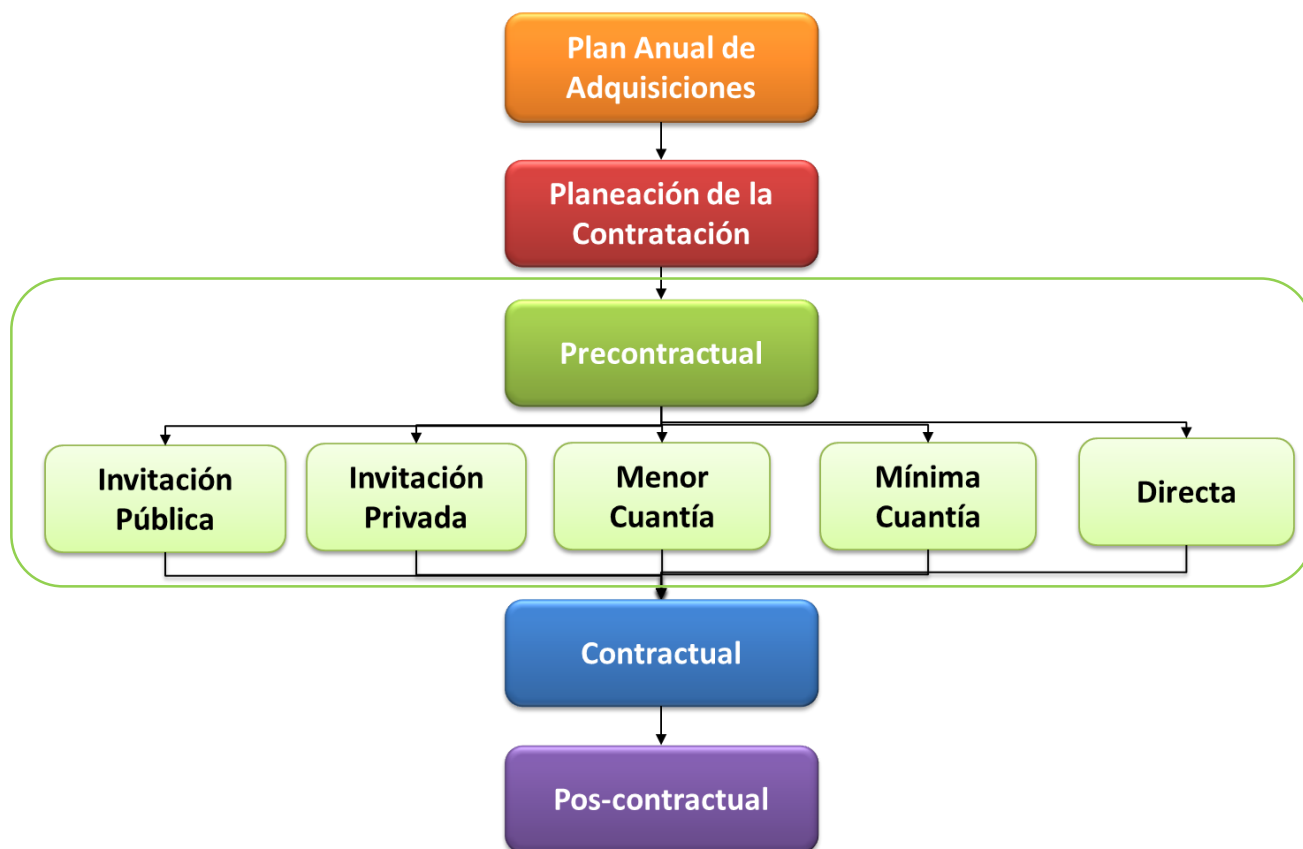 Plan Anual de
Adquisiciones
Planeación de la
Contratación
Precontractual
Invitación
Pública
Invitación
Privada
Menor
Cuantía
Mínima
Cuantía
Directa
Contractual
Pos-contractual